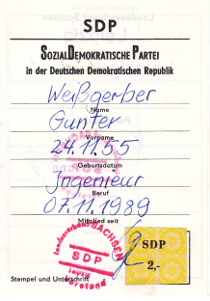 SDP
SOZIALDEMOKRATISCHE PARTEI
in der Deutschen Demokratischen Republik
Weißgerber
Name
Gunter
Vorname
24.11.55
Geburtsdatum
Ingenieur
Beruf
07.11.1989
Mitglied seit
Landesverband SACHSEN
SDP
Vorstand
SDP
2,-
Stempel und Unterschrift